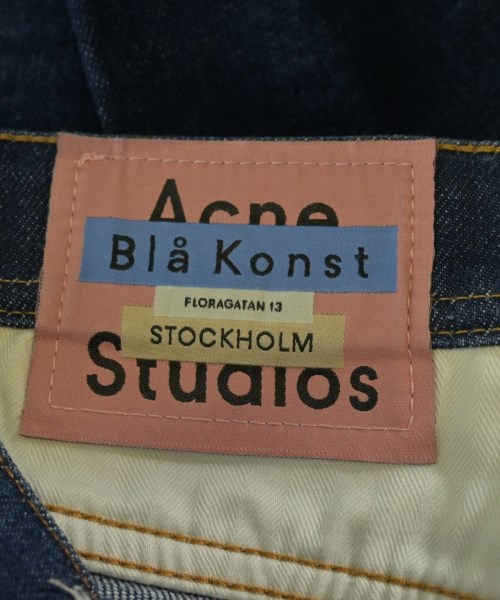 Acne
Blå Konst
FLORAGATAN 13
STOCKHOLM
Studios